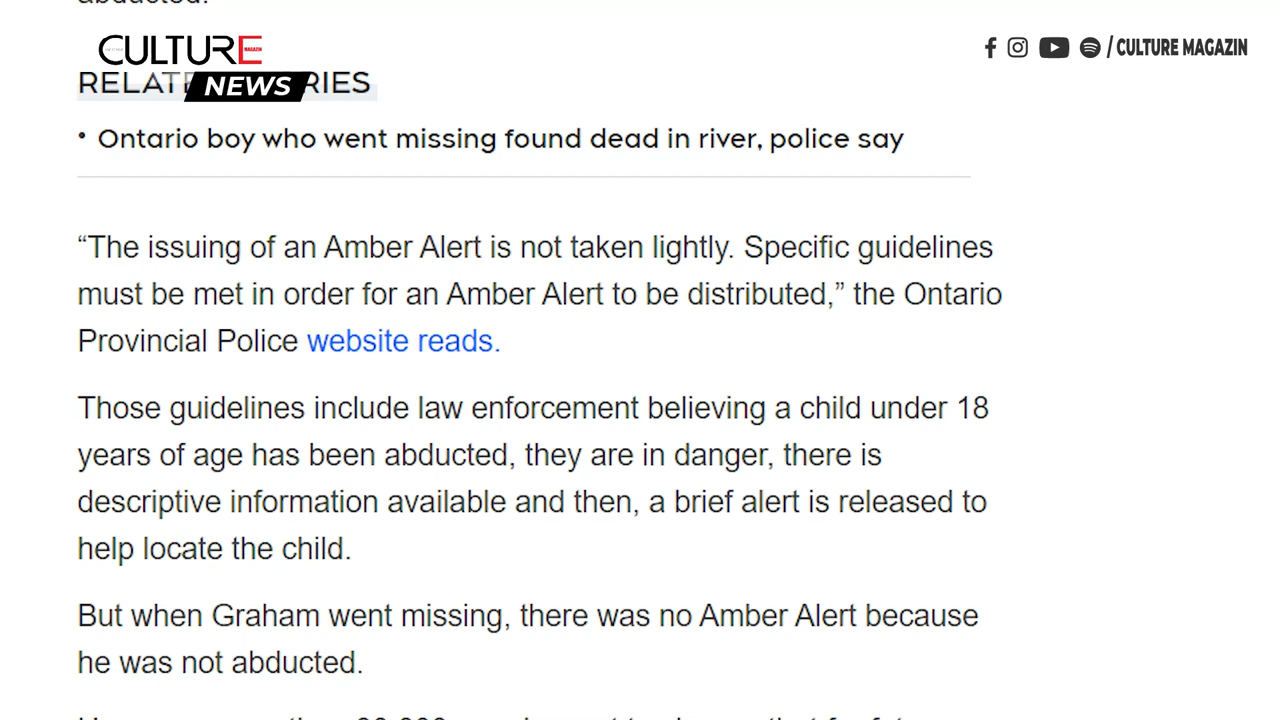 CULTURE
MAGAZIN
/ CULTURE MAGAZIN
NEWS
• Ontario boy who went missing found dead in river, police say
“The issuing of an Amber Alert is not taken lightly. Specific guidelines
must be met in order for an Amber Alert to be distributed,” the Ontario
Provincial Police website reads.
Those guidelines include law enforcement believing a child under 18
years of age has been abducted, they are in danger, there is
descriptive information available and then, a brief alert is released to
help locate the child.
But when Graham went missing, there was no Amber Alert because
he was not abducted.